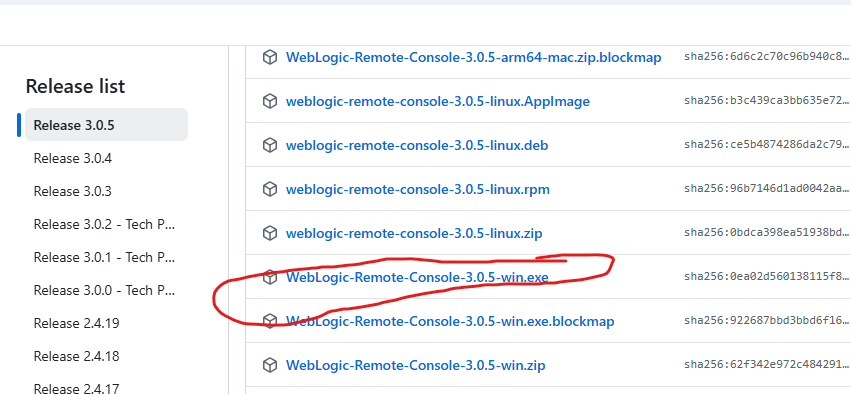 Release list
Release 3.0.5
Release 3.0.4
Release 3.0.3
Release 3.0.2 - Tech P...
Release 3.0.1 - Tech P...
Release 3.0.0 - Tech P...
Release 2.4.19
Release 2.4.18
Release 2.4.17
WebLogic-Remote-Console-3.0.5-arm64-mac.zip.blockmap sha256:6d6c2c70c96b940c8...
weblogic-remote-console-3.0.5-linux.AppImage sha256:b3c439ca3bb635e72...
weblogic-remote-console-3.0.5-linux.deb sha256:ce5b4874286da2c79...
weblogic-remote-console-3.0.5-linux.rpm sha256:96b7146d1ad0042aa...
weblogic-remote-console-3.0.5-linux.zip sha256:0bdca398ea51938bd...
WebLogic-Remote-Console-3.0.5-win.exe sha256:0ea02d560138115f8...
WebLogic-Remote-Console-3.0.5-win.exe.blockmap sha256:922687bbd3bbd6f16...
WebLogic-Remote-Console-3.0.5-win.zip sha256:62f342e972c484291...